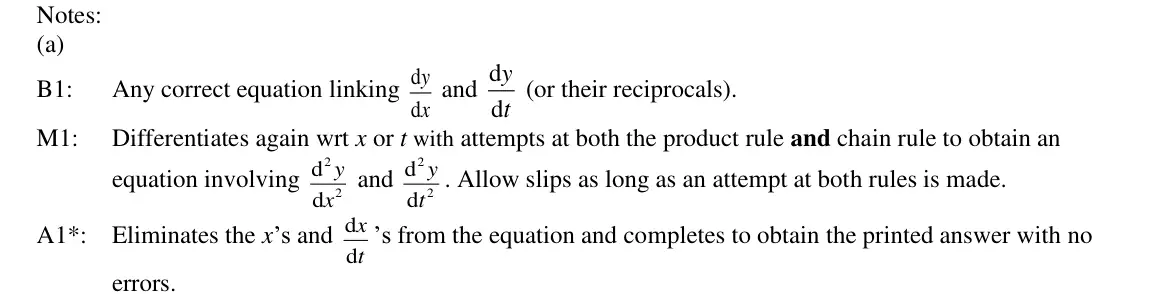 Notes:
(a)
B1: Any correct equation linking dy/dx and dy/dt (or their reciprocals).
M1: Differentiates again wrt x or t with attempts at both the product rule and chain rule to obtain an
equation involving d²y/dx² and d²y/dt². Allow slips as long as an attempt at both rules is made.
A1*: Eliminates the x’s and dx/dt ’s from the equation and completes to obtain the printed answer with no
errors.